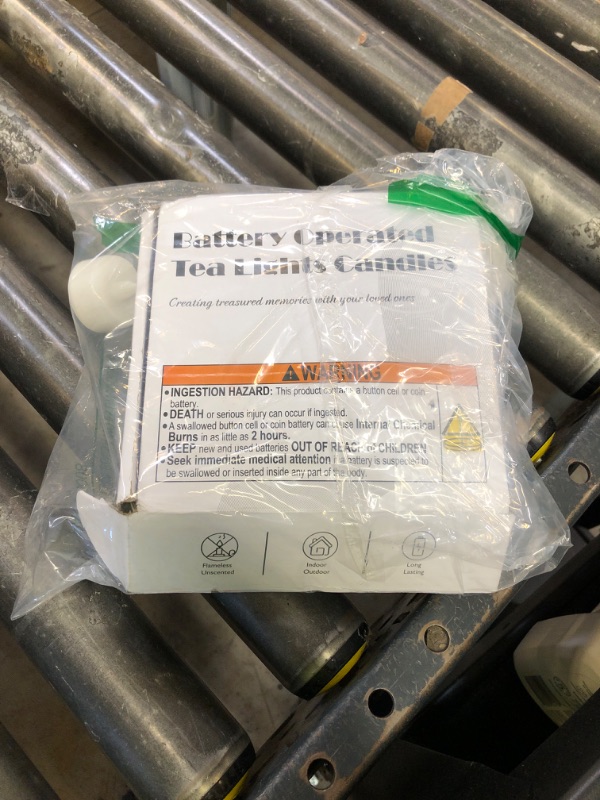 Battery Operated
Tea Lights Candles
Creating treasured memories with your loved ones
WARNING
• INGESTION HAZARD: This product contains a button cell or coin
battery.
• DEATH or serious injury can occur if ingested.
• A swallowed button cell or coin battery can cause Internal Chemical
Burns in as little as 2 hours.
• KEEP new and used batteries OUT OF REACH of CHILDREN
• Seek immediate medical attention if a battery is suspected to
be swallowed or inserted inside any part of the body.
Flameless
Unscented
Indoor
Outdoor
Long
Lasting